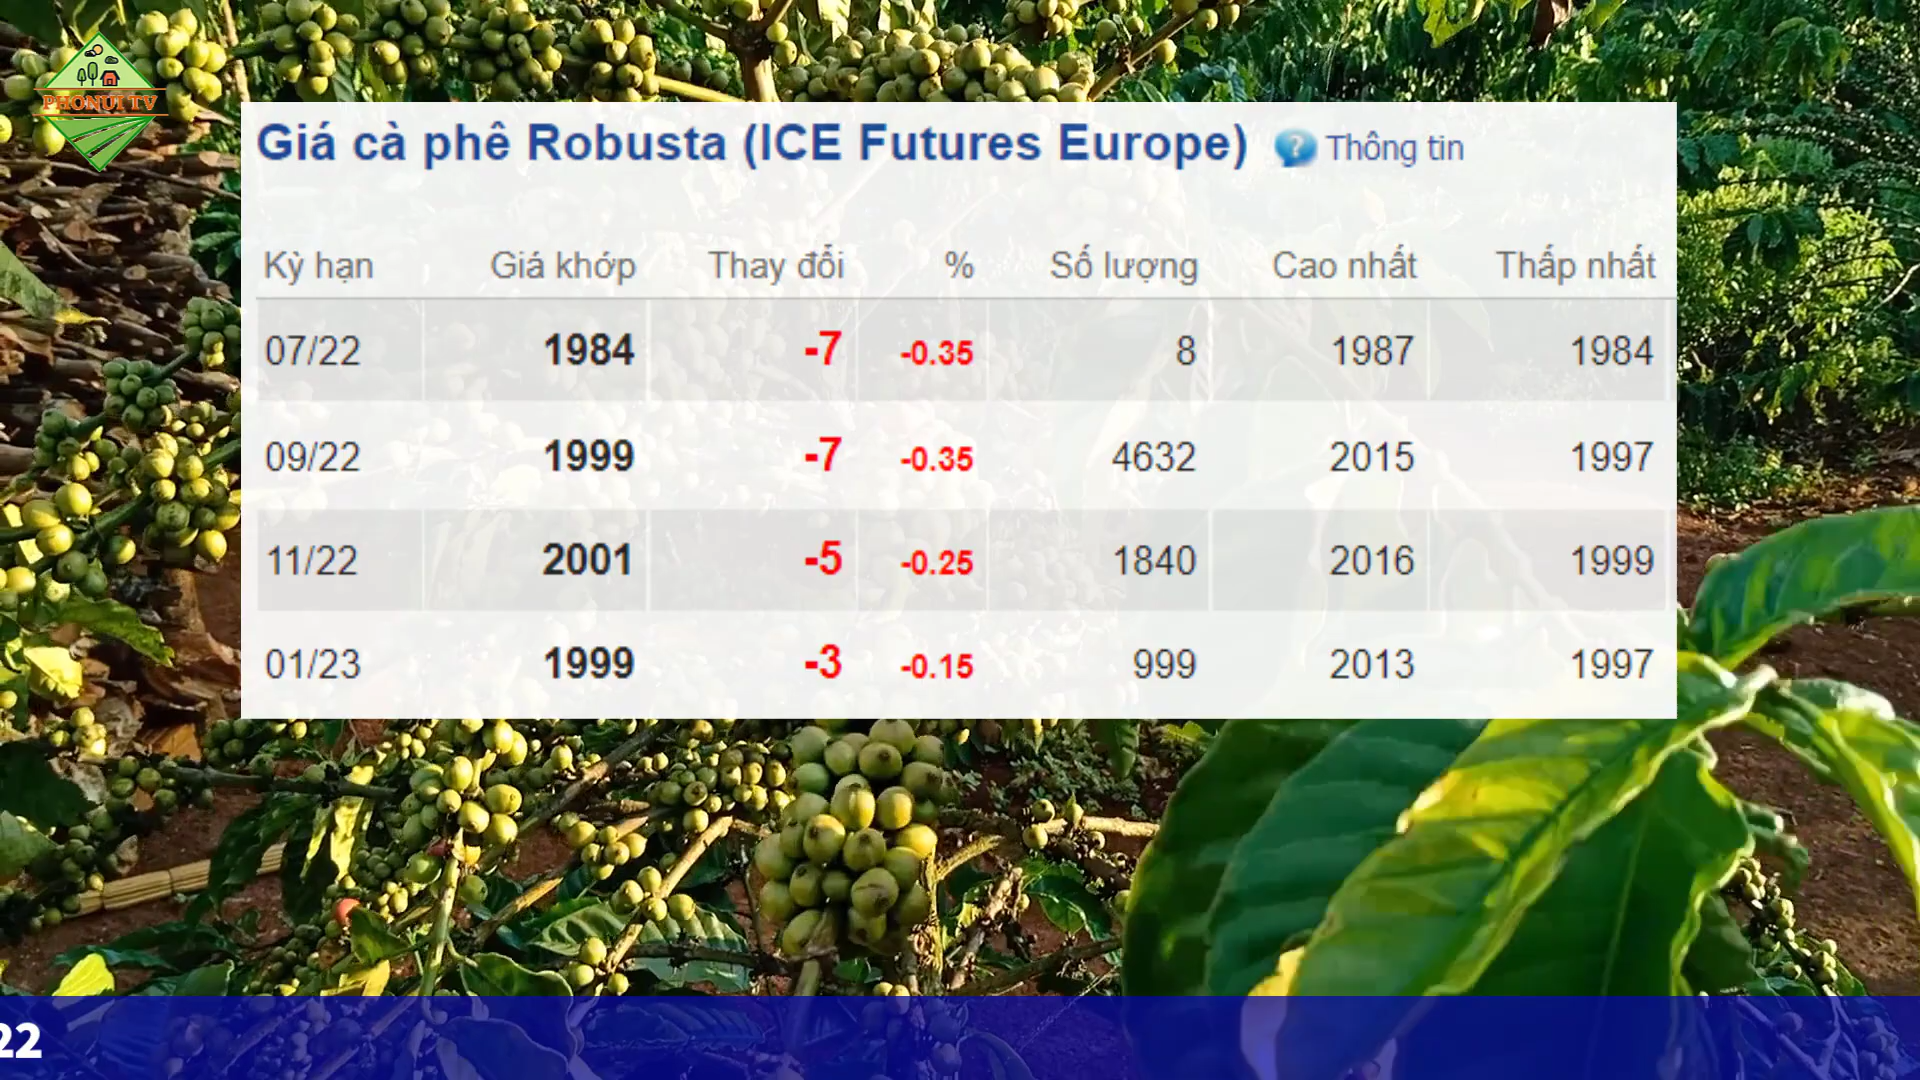 PHONUI TV
Giá cà phê Robusta (ICE Futures Europe) ? Thông tin
Kỳ hạn Giá khớp Thay đổi % Số lượng Cao nhất Thấp nhất
07/22 1984 -7 -0.35 8 1987 1984
09/22 1999 -7 -0.35 4632 2015 1997
11/22 2001 -5 -0.25 1840 2016 1999
01/23 1999 -3 -0.15 999 2013 1997
22